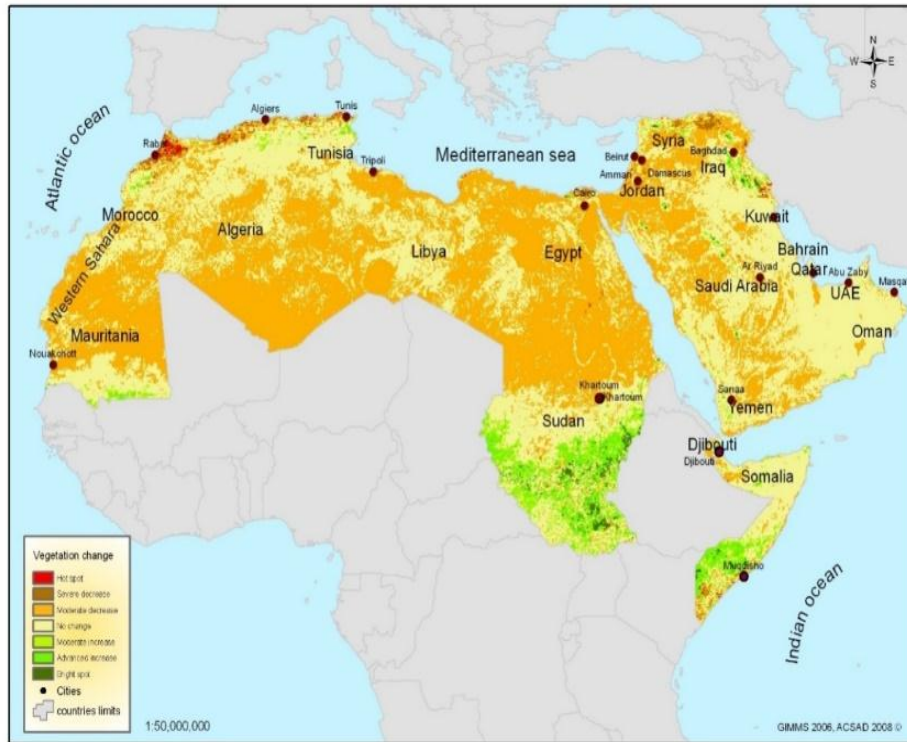 N
W E
S
Atlantic ocean
Algiers
Tunis
Rabat
Tunisia
Tripoli
Mediterranean sea
Syria
Beirut
Baghdad
Iraq
Amman
Damascus
Jordan
Cairo
Morocco
Kuwait
Western Sahara
Algeria
Libya
Egypt
Bahrain
Ar Riyad
Qatar
Abu Zaby
Saudi Arabia
UAE
Masqat
Oman
Mauritania
Nouakchott
Khartoum
Khartoum
Sanaa
Yemen
Sudan
Djibouti
Djibouti
Somalia
Indian ocean
Vegetation change
Hot spot
Severe decrease
Moderate decrease
No change
Moderate increase
Advanced increase
Bright spot
Cities
countries limits
1:50,000,000
GIMMS 2006, ACSAD 2008 ©